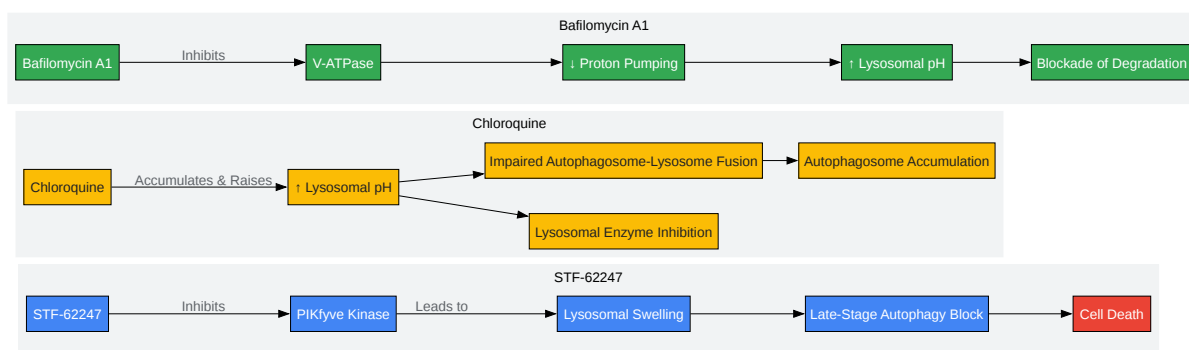 Bafilomycin A1
Bafilomycin A1
Inhibits
V-ATPase
↓ Proton Pumping
↑ Lysosomal pH
Blockade of Degradation
Chloroquine
Chloroquine
Accumulates & Raises
↑ Lysosomal pH
Impaired Autophagosome-Lysosome Fusion
Autophagosome Accumulation
Lysosomal Enzyme Inhibition
STF-62247
STF-62247
Inhibits
PIKfyve Kinase
Leads to
Lysosomal Swelling
Late-Stage Autophagy Block
Cell Death